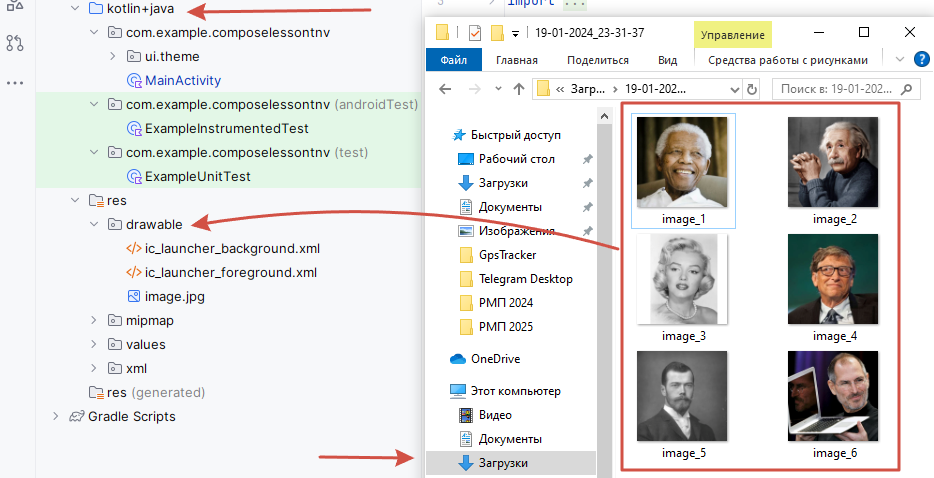 kotlin+java
com.example.composelessontnv
ui.theme
MainActivity
com.example.composelessontnv (androidTest)
ExampleInstrumentedTest
com.example.composelessontnv (test)
ExampleUnitTest
res
drawable
ic_launcher_background.xml
ic_launcher_foreground.xml
image.jpg
mipmap
values
xml
res (generated)
Gradle Scripts
3
import ...
19-01-2024_23-31-37
Управление
Файл
Главная
Поделиться
Вид
Средства работы с рисунками
« Загр...
19-01-202...
Поиск в: 19-01-202...
Быстрый доступ
Рабочий стол
Загрузки
Документы
Изображения
GpsTracker
Telegram Desktop
РМП 2024
РМП 2025
OneDrive
Этот компьютер
Видео
Документы
Загрузки
image_1
image_2
image_3
image_4
image_5
image_6